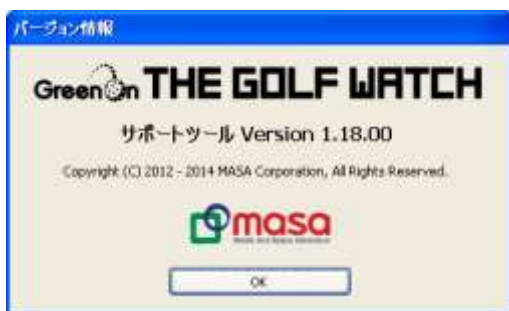 バージョン情報
GreenOn THE GOLF WATCH
サポートツール Version 1.18.00
Copyright (C) 2012 - 2014 MASA Corporation, All Rights Reserved.
masa
OK